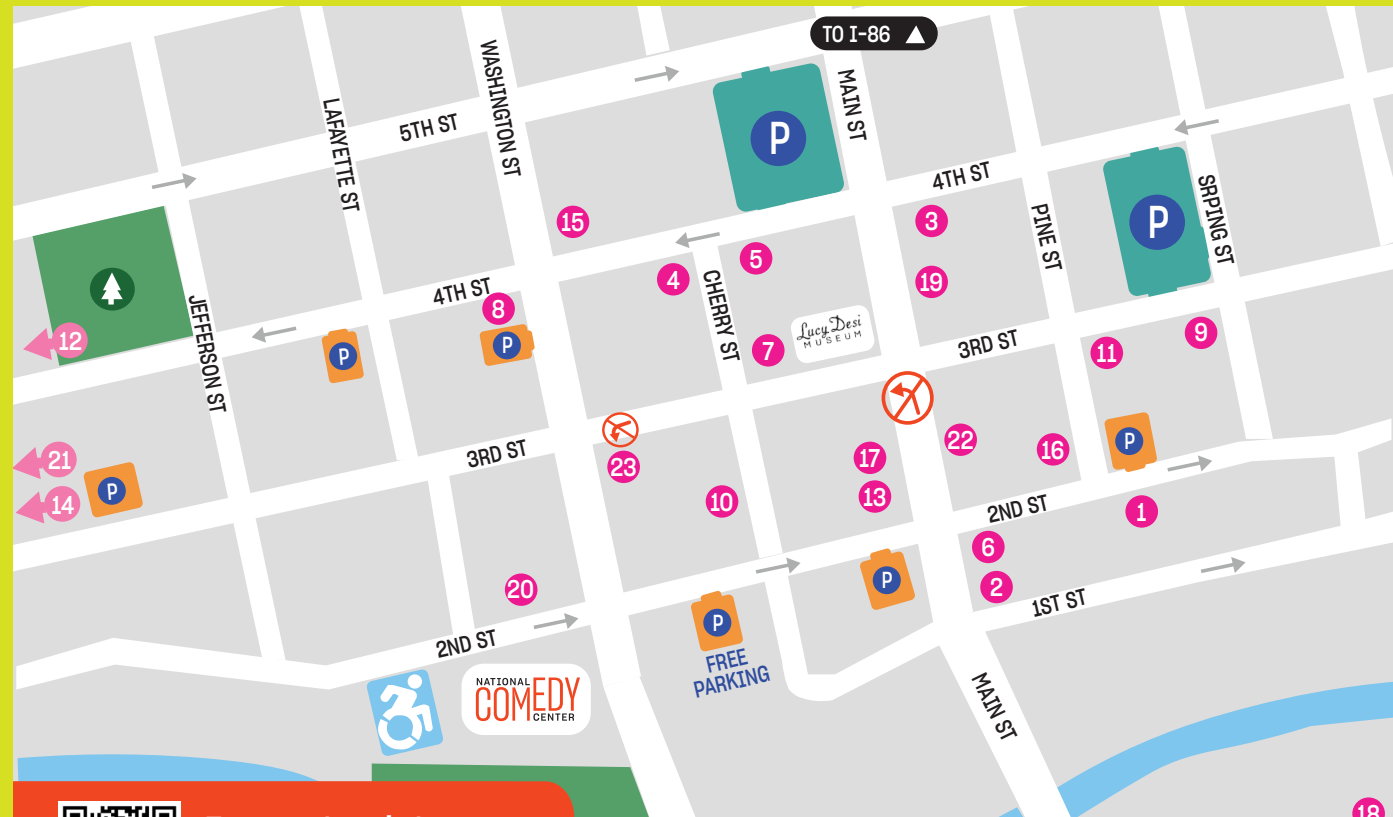 TO I-86
WASHINGTON ST
MAIN ST
LAFAYETTE ST
5TH ST
P
4TH ST
SRPING ST
PINE ST
P
15
3
5
4
19
CHERRY ST
4TH ST
8
JEFFERSON ST
12
Lucy Desi
MUSEUM
7
3RD ST
11
9
P
P
3RD ST
23
17
22
16
P
21
14
P
10
13
2ND ST
1
6
2
P
20
1ST ST
2ND ST
P
FREE
PARKING
NATIONAL
COMEDY
CENTER
MAIN ST
18